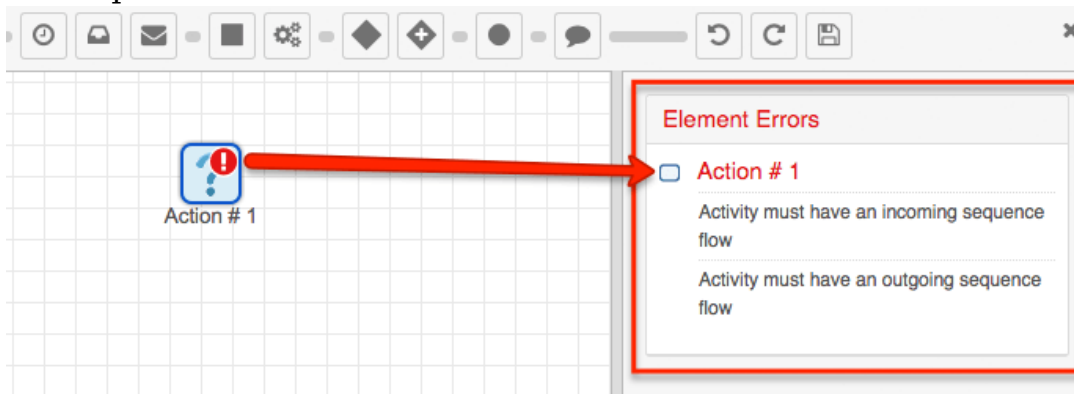 Element Errors
Action # 1
Action # 1
Activity must have an incoming sequence
flow
Activity must have an outgoing sequence
flow